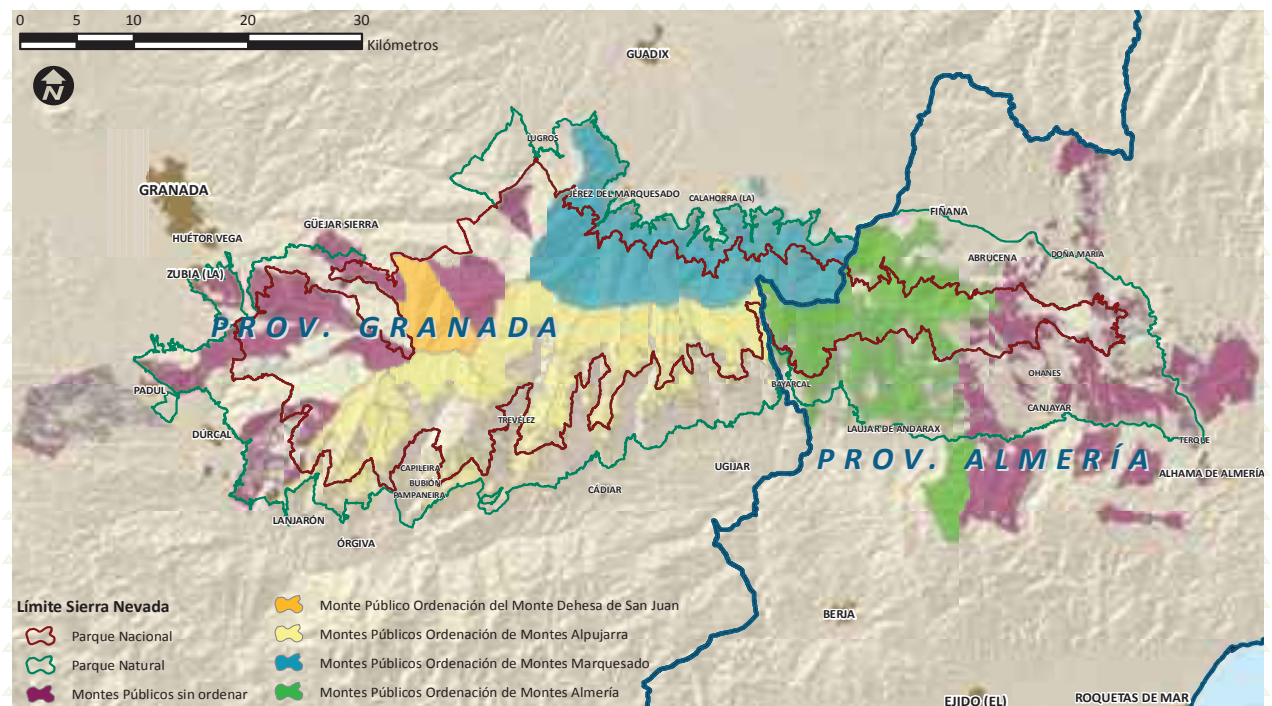 0 5 10 20 30
Kilómetros
N
GUADIX
LUGROS
GRANADA
JÉREZ DEL MARQUESADO
CALAHORRA (LA)
FIÑANA
GÜEJAR SIERRA
HUÉTOR VEGA
ABRUCENA
DOÑA MARIA
ZUBIA (LA)
PROV. GRANADA
OHANES
BAYARCAL
PADUL
CANJAYAR
TREVÉLEZ
DÚRCAL
LAUJAR DE ANDARAX
TERQUE
PROV. ALMERÍA
CAPILEIRA
UGIJAR
ALHAMA DE ALMERÍA
BUBIÓN
PAMPANEIRA
CÁDIAR
LANJARÓN
ÓRGIVA
BERJA
EJIDO (EL)
ROQUETAS DE MAR
Límite Sierra Nevada
Parque Nacional
Parque Natural
Montes Públicos sin ordenar
Monte Público Ordenación del Monte Dehesa de San Juan
Montes Públicos Ordenación de Montes Alpujarra
Montes Públicos Ordenación de Montes Marquesado
Montes Públicos Ordenación de Montes Almería